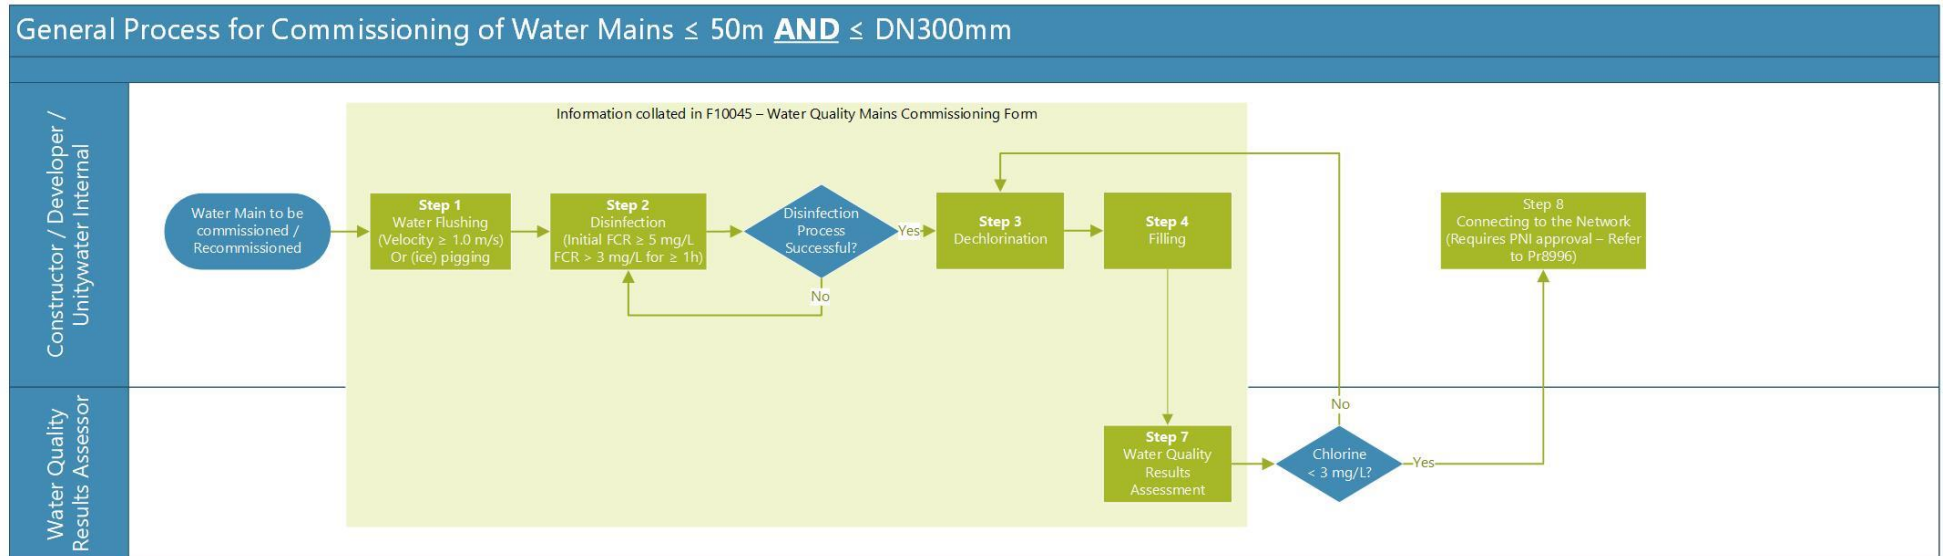 General Process for Commissioning of Water Mains ≤ 50m AND ≤ DN300mm
Constructor / Developer /
Unitywater Internal
Information collated in F10045 – Water Quality Mains Commissioning Form
Water Main to be
commissioned /
Recommissioned
Step 1
Water Flushing
(Velocity ≥ 1.0 m/s)
Or (ice) pigging
Step 2
Disinfection
(Initial FCR ≥ 5 mg/L
FCR > 3 mg/L for ≥ 1h)
Disinfection
Process
Successful?
Yes
No
Step 3
Dechlorination
Step 4
Filling
Step 8
Connecting to the Network
(Requires PNI approval – Refer
to Pr8996)
Water Quality
Results Assessor
Step 7
Water Quality
Results
Assessment
Chlorine
< 3 mg/L?
No
Yes